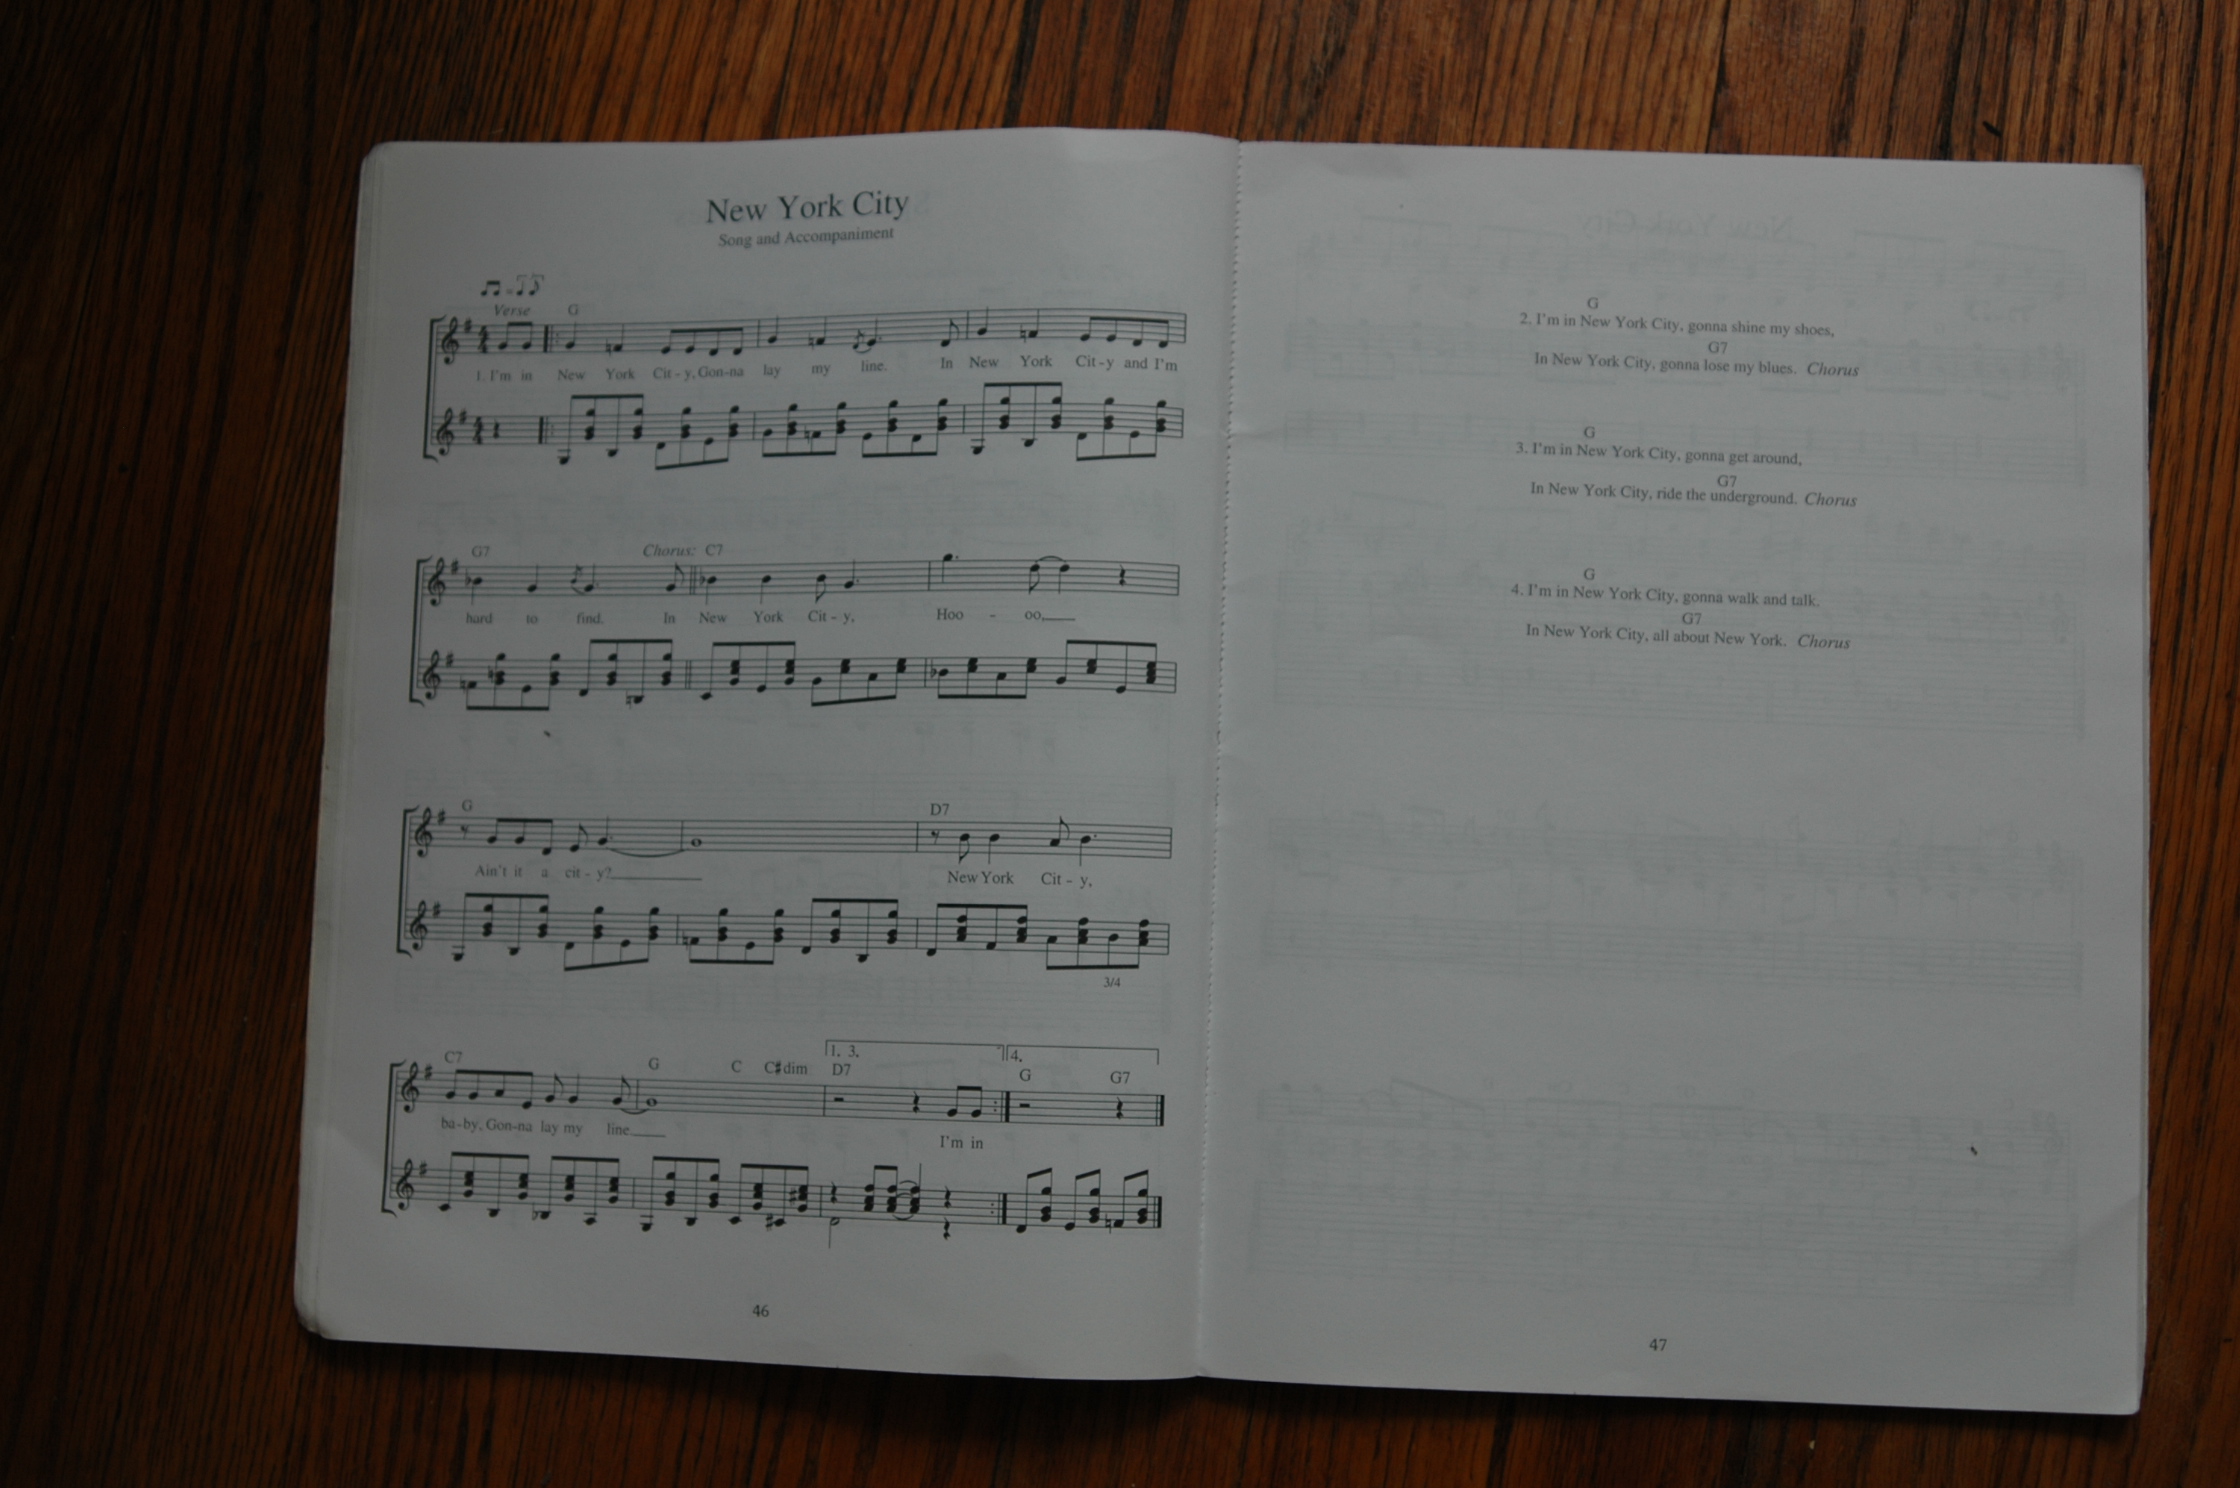 New York City
Song and Accompaniment
Verse G
1. I'm in New York Cit - y, Gon-na lay my line. In New York Cit - y and I'm
G7 Chorus: C7
hard to find. In New York Cit - y, Hoo - oo,
G D7
Ain't it a cit - y? New York Cit - y,
3/4
C7 G C C#dim 1. 3. D7 4. G G7
ba-by, Gon-na lay my line I'm in
46
G
2. I'm in New York City, gonna shine my shoes,
G7
In New York City, gonna lose my blues. Chorus
G
3. I'm in New York City, gonna get around,
G7
In New York City, ride the underground. Chorus
G
4. I'm in New York City, gonna walk and talk.
G7
In New York City, all about New York. Chorus
47